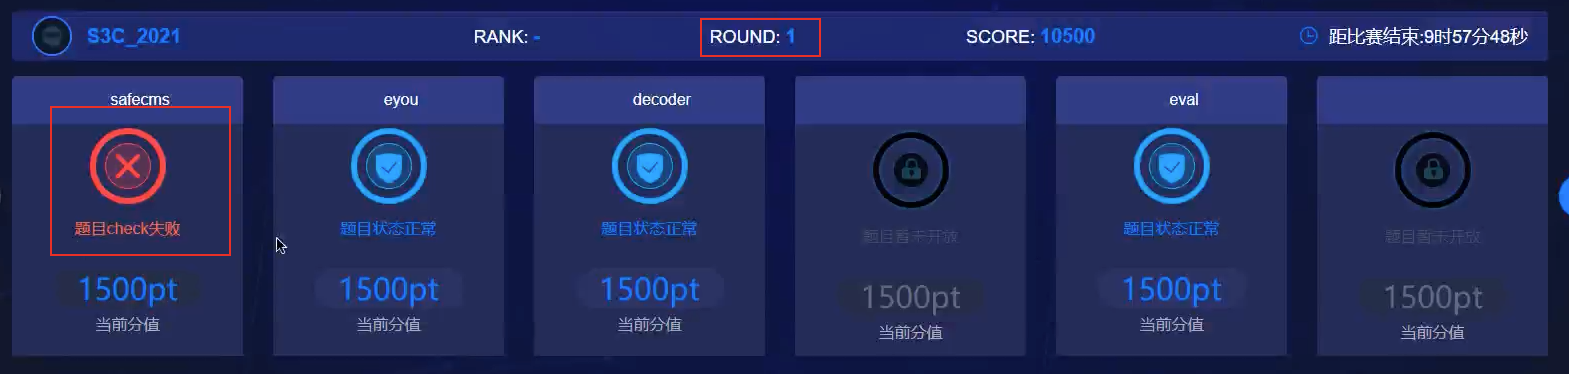 S3C_2021 RANK: - ROUND: 1 SCORE: 10500 距比赛结束:9时57分48秒
safecms
题目check失败
1500pt
当前分值
eyou
题目状态正常
1500pt
当前分值
decoder
题目状态正常
1500pt
当前分值
题目暂未开放
1500pt
当前分值
eval
题目状态正常
1500pt
当前分值
题目暂未开放
1500pt
当前分值